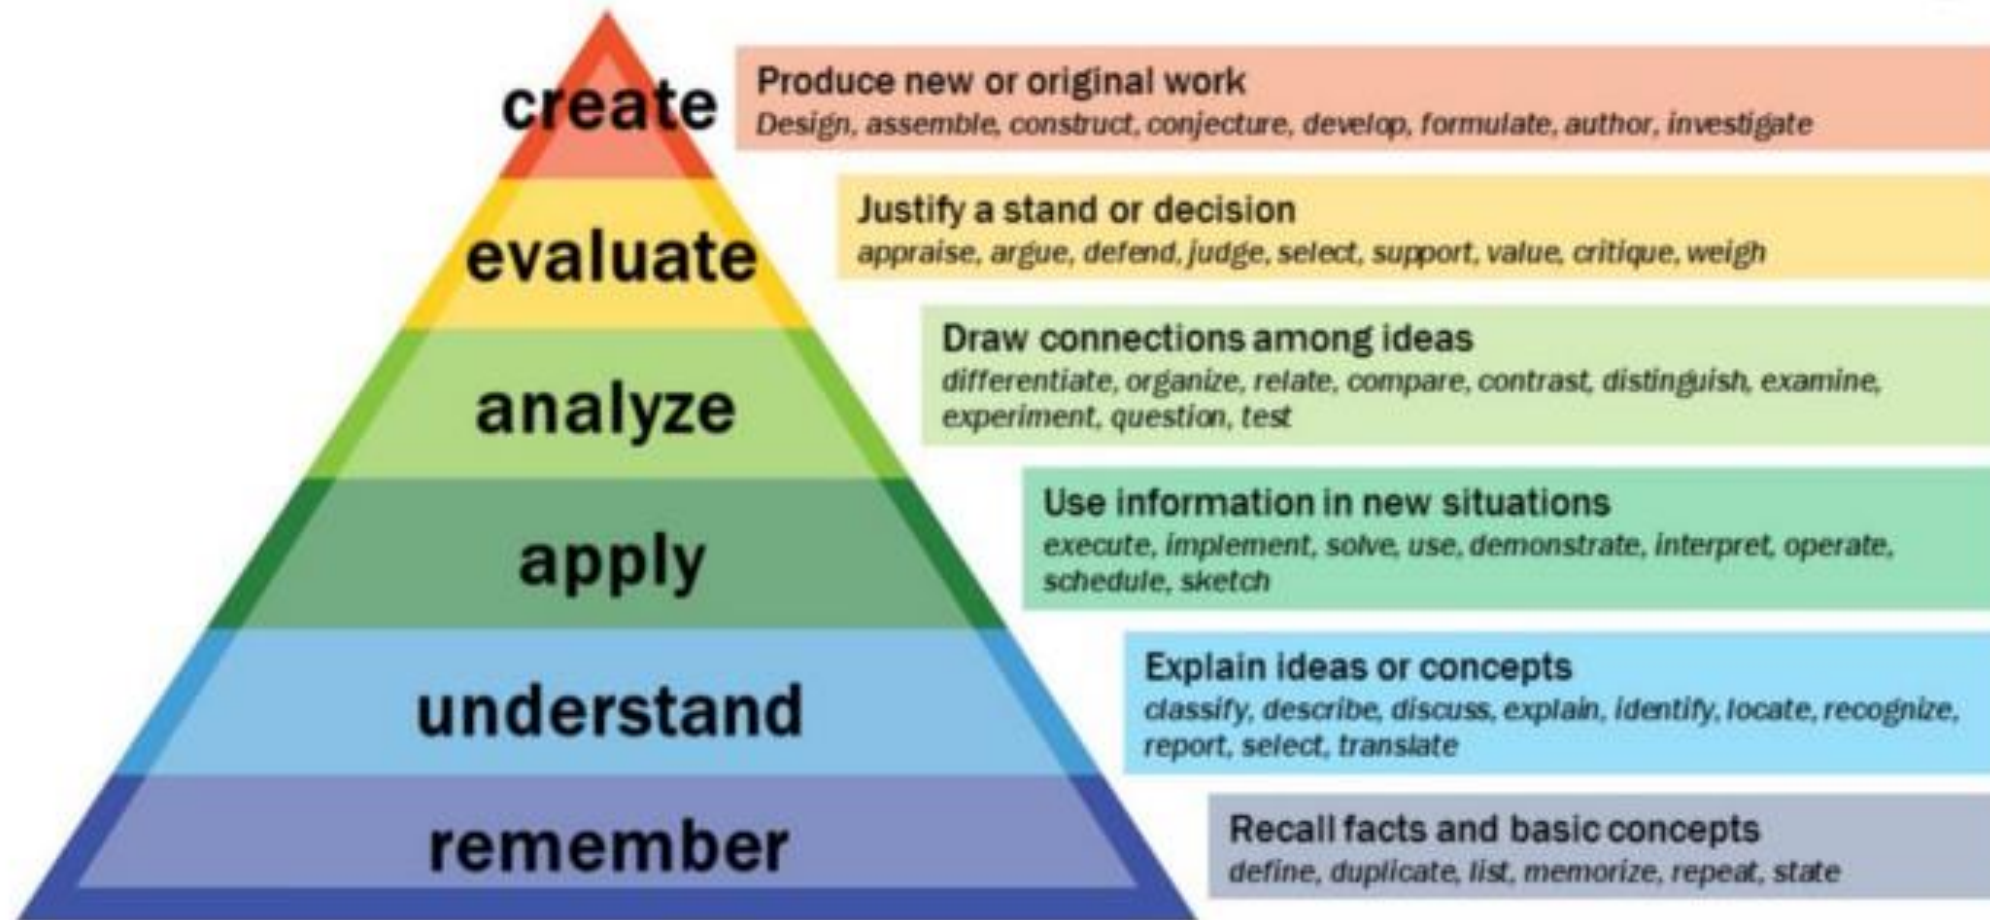 create
Produce new or original work
Design, assemble, construct, conjecture, develop, formulate, author, investigate
evaluate
Justify a stand or decision
appraise, argue, defend, judge, select, support, value, critique, weigh
analyze
Draw connections among ideas
differentiate, organize, relate, compare, contrast, distinguish, examine,
experiment, question, test
apply
Use information in new situations
execute, implement, solve, use, demonstrate, interpret, operate,
schedule, sketch
understand
Explain ideas or concepts
classify, describe, discuss, explain, identify, locate, recognize,
report, select, translate
remember
Recall facts and basic concepts
define, duplicate, list, memorize, repeat, state